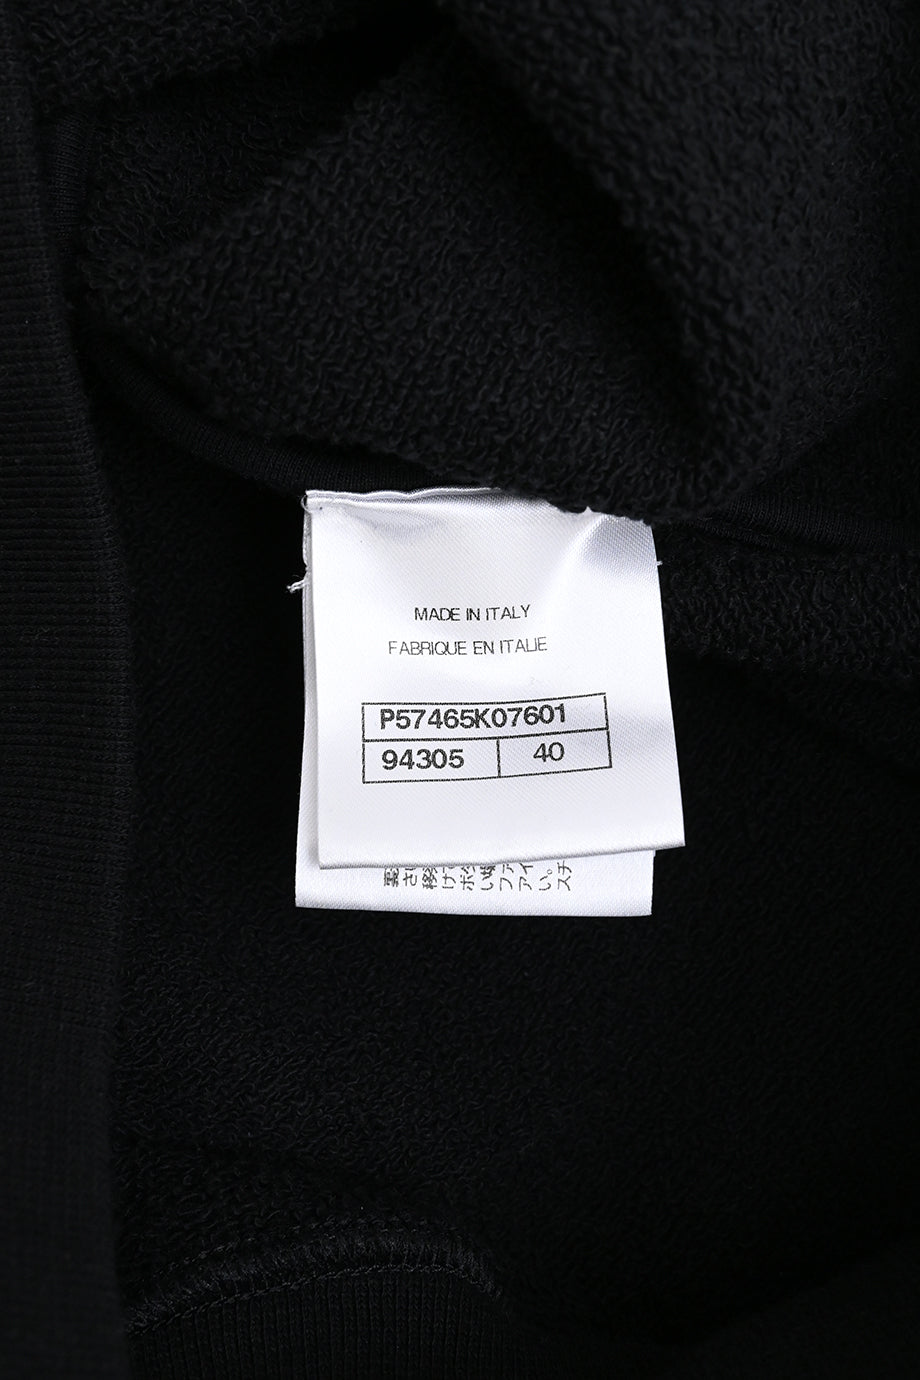 MADE IN ITALY
FABRIQUE EN ITALIE
P57465K07601
94305 40